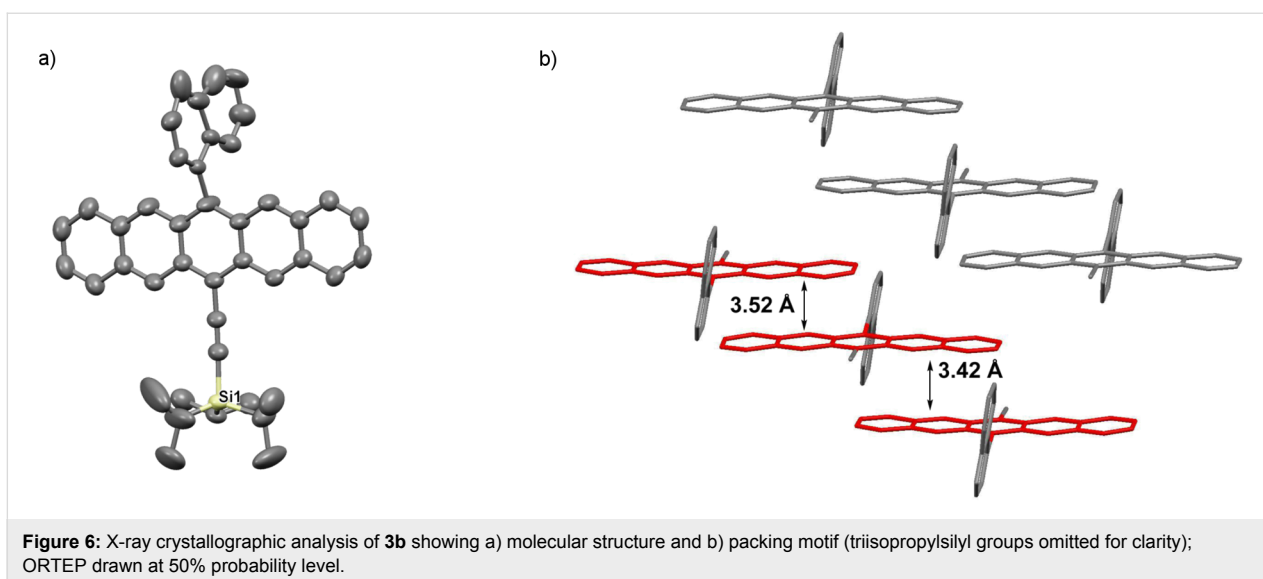 a)
b)
3.52 Å
3.42 Å
Si1
Figure 6: X-ray crystallographic analysis of 3b showing a) molecular structure and b) packing motif (triisopropylsilyl groups omitted for clarity);
ORTEP drawn at 50% probability level.